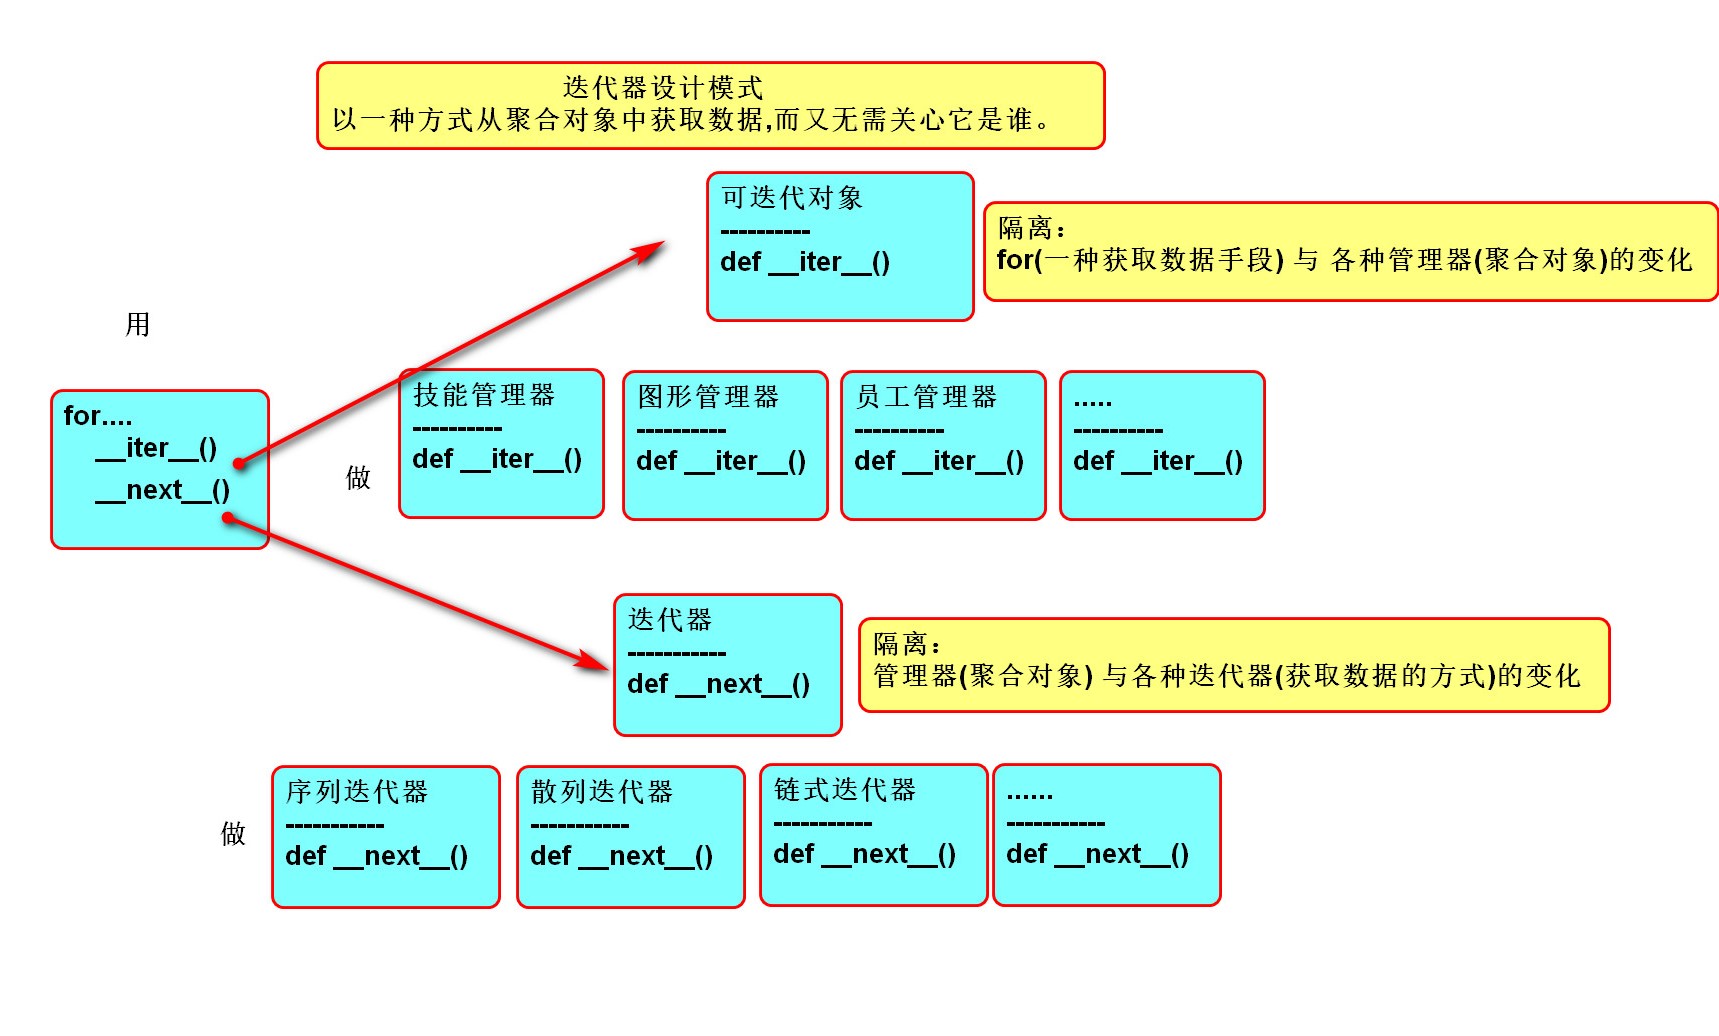 迭代器设计模式
以一种方式从聚合对象中获取数据,而又无需关心它是谁。
可迭代对象
----------
def __iter__()
隔离：
for(一种获取数据手段) 与 各种管理器(聚合对象)的变化
用
for....
__iter__()
__next__()
做
技能管理器
----------
def __iter__()
图形管理器
----------
def __iter__()
员工管理器
----------
def __iter__()
.....
----------
def __iter__()
迭代器
-----------
def __next__()
隔离：
管理器(聚合对象) 与各种迭代器(获取数据的方式)的变化
做
序列迭代器
-----------
def __next__()
散列迭代器
-----------
def __next__()
链式迭代器
-----------
def __next__()
......
-----------
def __next__()